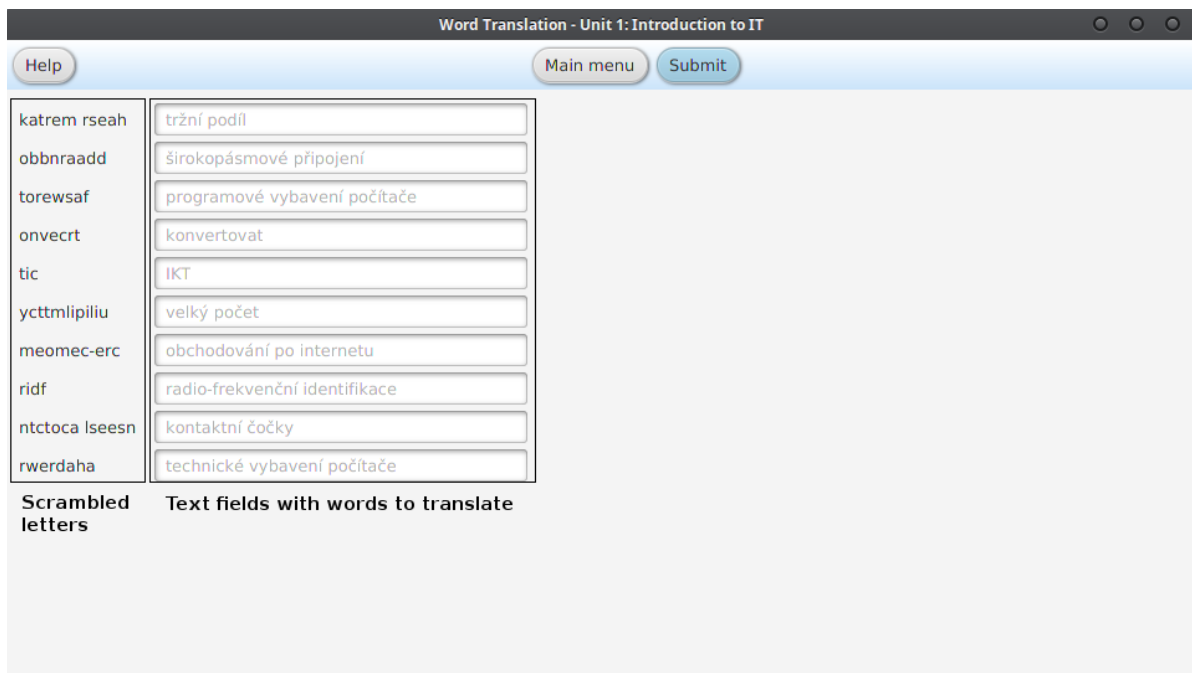 Word Translation - Unit 1: Introduction to IT
Help Main menu Submit
katrem rseah tržní podíl
obbnraadd širokopásmové připojení
torewsaf programové vybavení počítače
onvecrt konvertovat
tic IKT
ycttmlipiliu velký počet
meomec-erc obchodování po internetu
ridf radio-frekvenční identifikace
ntctoca lseesn kontaktní čočky
rwerdaha technické vybavení počítače
Scrambled Text fields with words to translate
letters